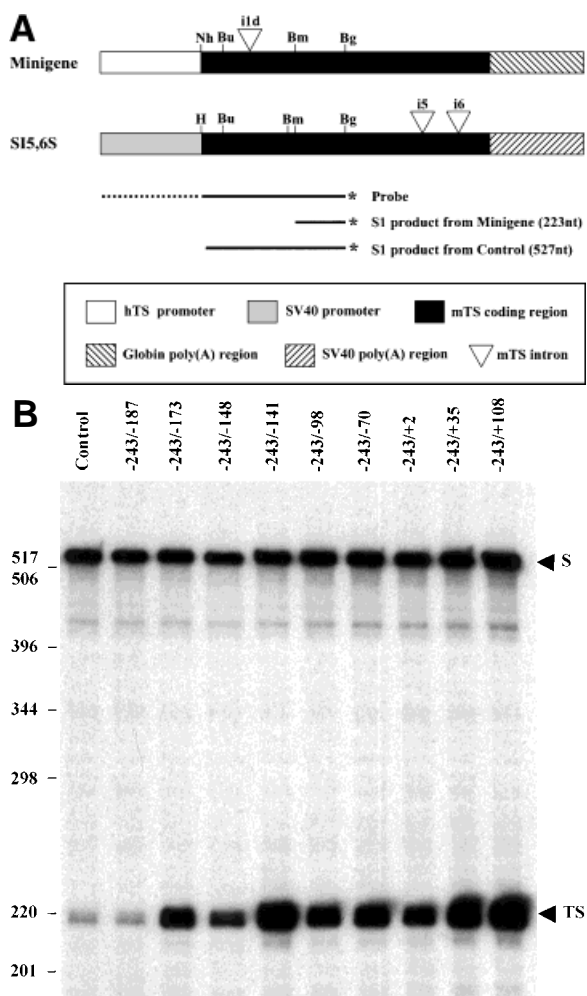 A
i1d
Nh Bu Bm Bg
Minigene
i5 i6
H Bu Bm Bg
SI5,6S
* Probe
* S1 product from Minigene (223nt)
* S1 product from Control (527nt)
hTS promoter SV40 promoter mTS coding region
Globin poly(A) region SV40 poly(A) region mTS intron
B
Control -243/-187 -243/-173 -243/-148 -243/-141 -243/-98 -243/-70 -243/+2 -243/+35 -243/+108
517 –
506
S
396 –
344 –
298 –
220 –
TS
201 –